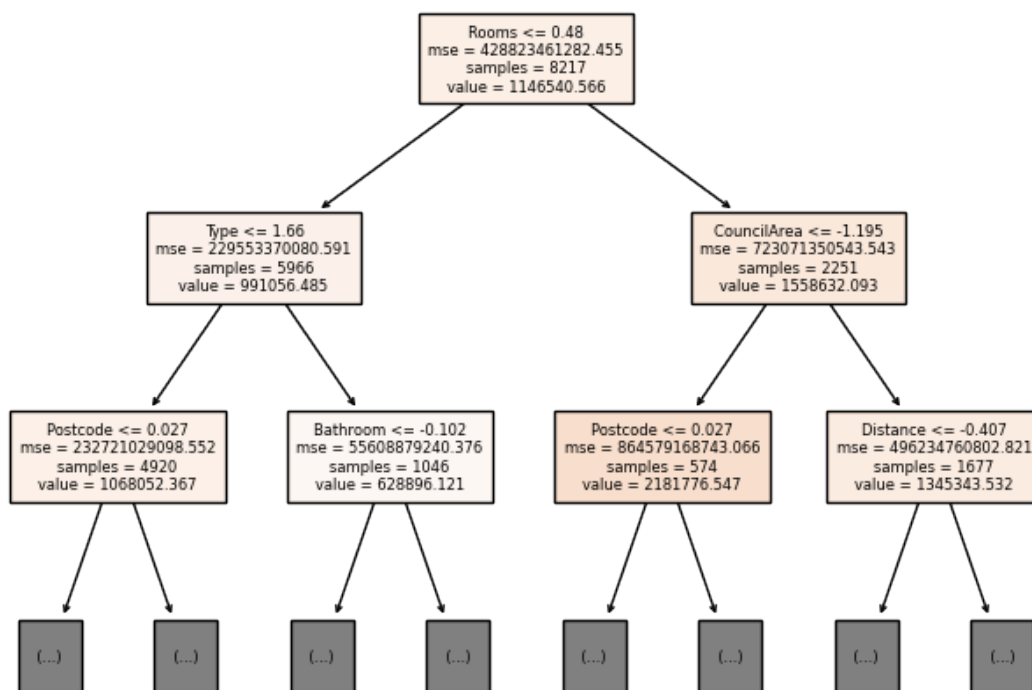 Rooms <= 0.48
mse = 428823461282.455
samples = 8217
value = 1146540.566
Type <= 1.66
mse = 229553370080.591
samples = 5966
value = 991056.485
CouncilArea <= -1.195
mse = 723071350543.543
samples = 2251
value = 1558632.093
Postcode <= 0.027
mse = 232721029098.552
samples = 4920
value = 1068052.367
Bathroom <= -0.102
mse = 55608879240.376
samples = 1046
value = 628896.121
Postcode <= 0.027
mse = 864579168743.066
samples = 574
value = 2181776.547
Distance <= -0.407
mse = 496234760802.821
samples = 1677
value = 1345343.532
(...)
(...)
(...)
(...)
(...)
(...)
(...)
(...)